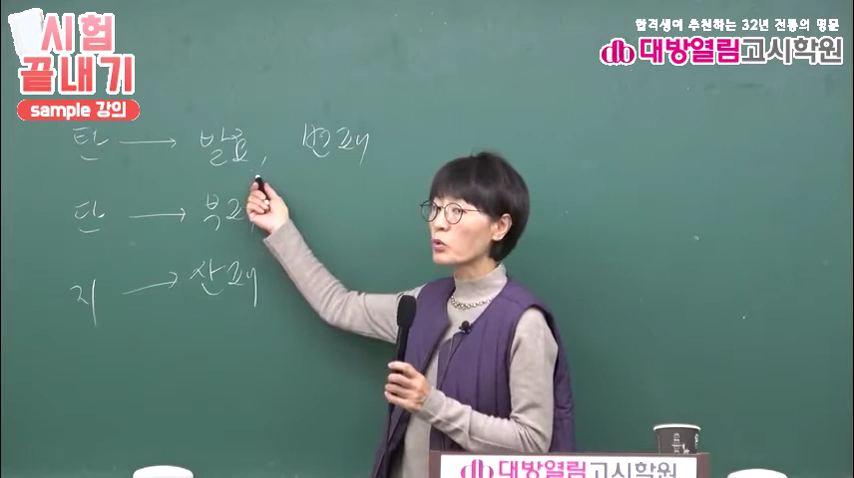 시험
끝내기
sample 강의
합격생이 추천하는 32년 전통의 명문
대방열림고시학원
탄 → 발효, 변패
단 → 부패
지 → 산패
대방열림고시학원